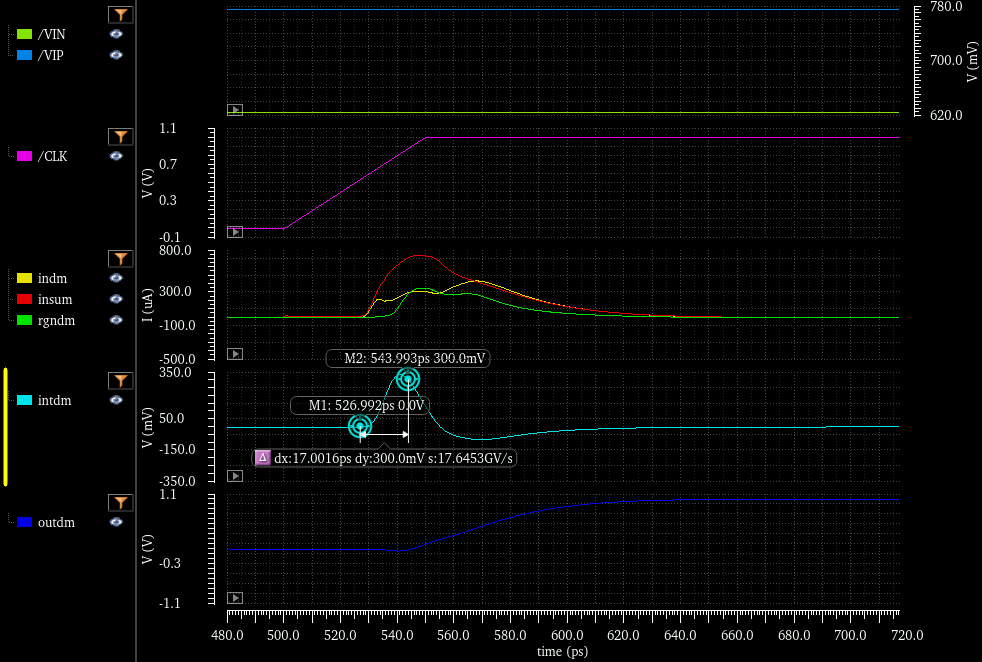 /VIN
/VIP
780.0
700.0
620.0
V (mV)
/CLK
1.1
0.7
0.3
-0.1
V (V)
indm
insum
rgndm
800.0
300.0
-100.0
-500.0
I (uA)
intdm
350.0
50.0
-150.0
-350.0
V (mV)
M2: 543.993ps 300.0mV
M1: 526.992ps 0.0V
Δ dx:17.0016ps dy:300.0mV s:17.6453GV/s
outdm
1.1
-0.3
-1.1
V (V)
480.0 500.0 520.0 540.0 560.0 580.0 600.0 620.0 640.0 660.0 680.0 700.0 720.0
time (ps)